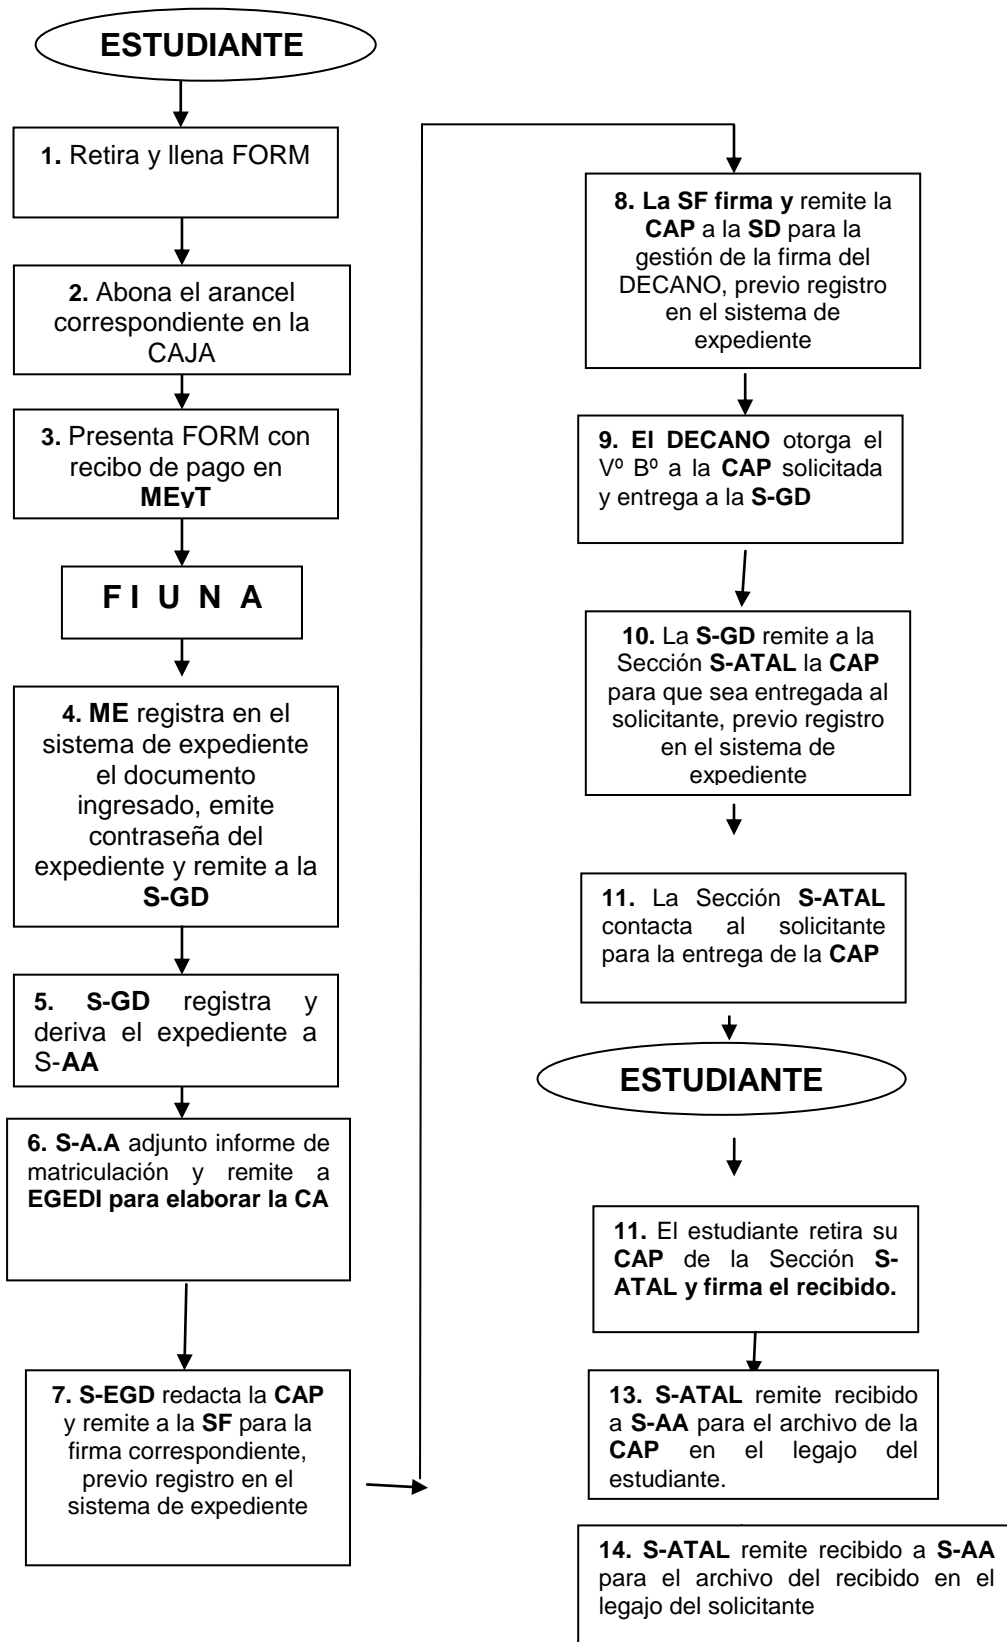 ESTUDIANTE
1. Retira y llena FORM
2. Abona el arancel
correspondiente en la
CAJA
3. Presenta FORM con
recibo de pago en
MEyT
F I U N A
4. ME registra en el
sistema de expediente
el documento
ingresado, emite
contraseña del
expediente y remite a la
S-GD
5. S-GD registra y
deriva el expediente a
S-AA
6. S-A.A adjunto informe de
matriculación y remite a
EGEDI para elaborar la CA
7. S-EGD redacta la CAP
y remite a la SF para la
firma correspondiente,
previo registro en el
sistema de expediente
8. La SF firma y remite la
CAP a la SD para la
gestión de la firma del
DECANO, previo registro
en el sistema de
expediente
9. El DECANO otorga el
Vº Bº a la CAP solicitada
y entrega a la S-GD
10. La S-GD remite a la
Sección S-ATAL la CAP
para que sea entregada al
solicitante, previo registro
en el sistema de
expediente
11. La Sección S-ATAL
contacta al solicitante
para la entrega de la CAP
ESTUDIANTE
11. El estudiante retira su
CAP de la Sección S-
ATAL y firma el recibido.
13. S-ATAL remite recibido
a S-AA para el archivo de la
CAP en el legajo del
estudiante.
14. S-ATAL remite recibido a S-AA
para el archivo del recibido en el
legajo del solicitante